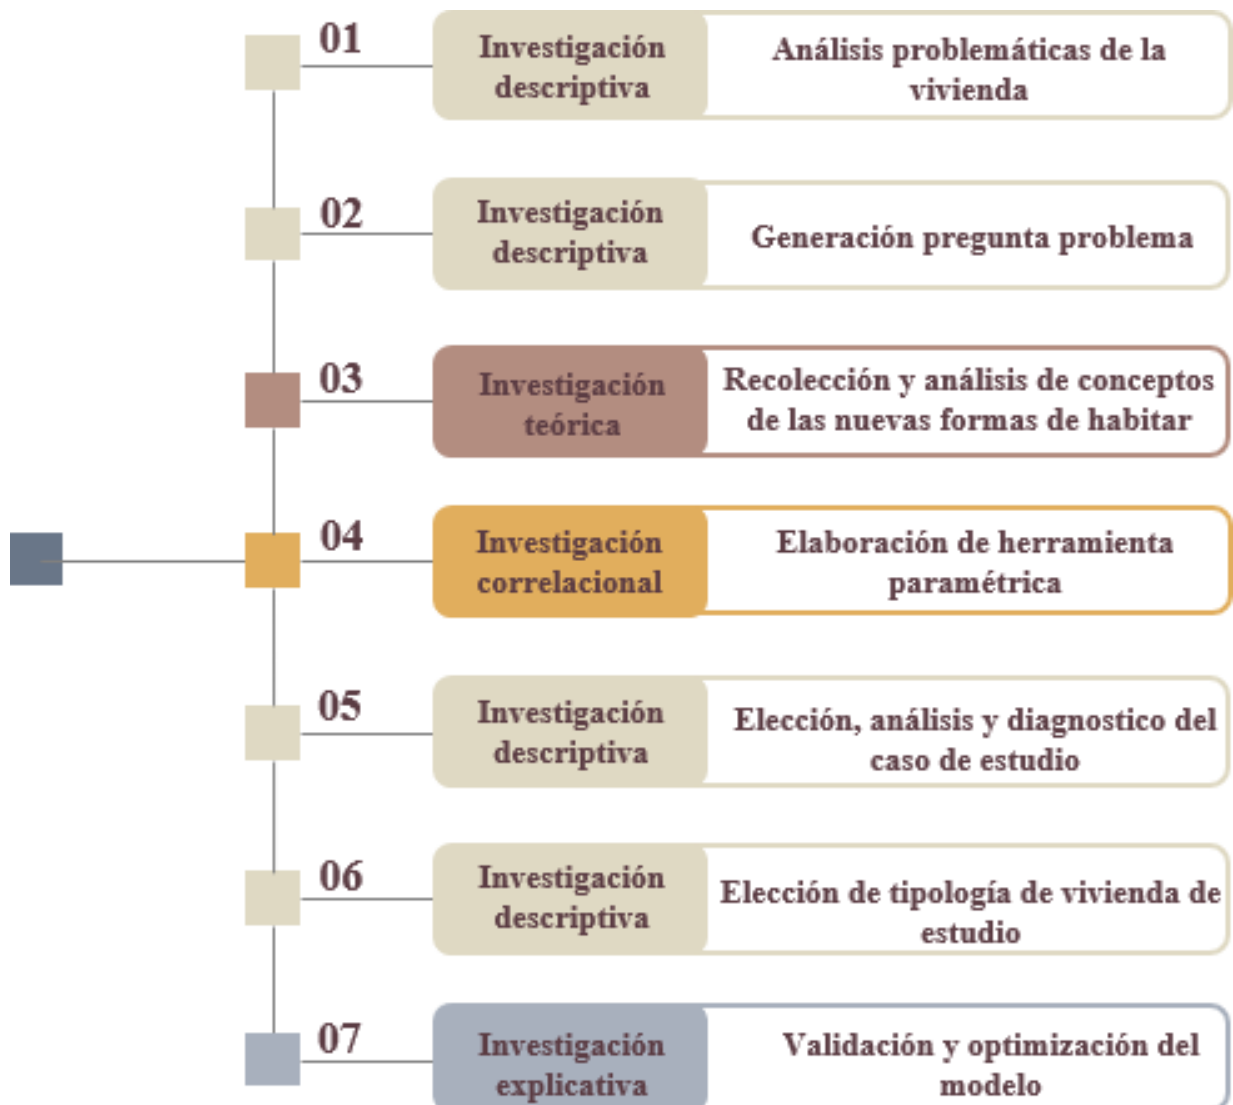 01
Investigación
descriptiva
Análisis problemáticas de la
vivienda
02
Investigación
descriptiva
Generación pregunta problema
03
Investigación
teórica
Recolección y análisis de conceptos
de las nuevas formas de habitar
04
Investigación
correlacional
Elaboración de herramienta
paramétrica
05
Investigación
descriptiva
Elección, análisis y diagnostico del
caso de estudio
06
Investigación
descriptiva
Elección de tipología de vivienda de
estudio
07
Investigación
explicativa
Validación y optimización del
modelo